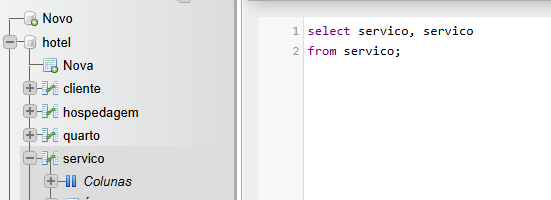 Novo
hotel
Nova
cliente
hospedagem
quarto
servico
Colunas
1 select servico, servico
2 from servico;